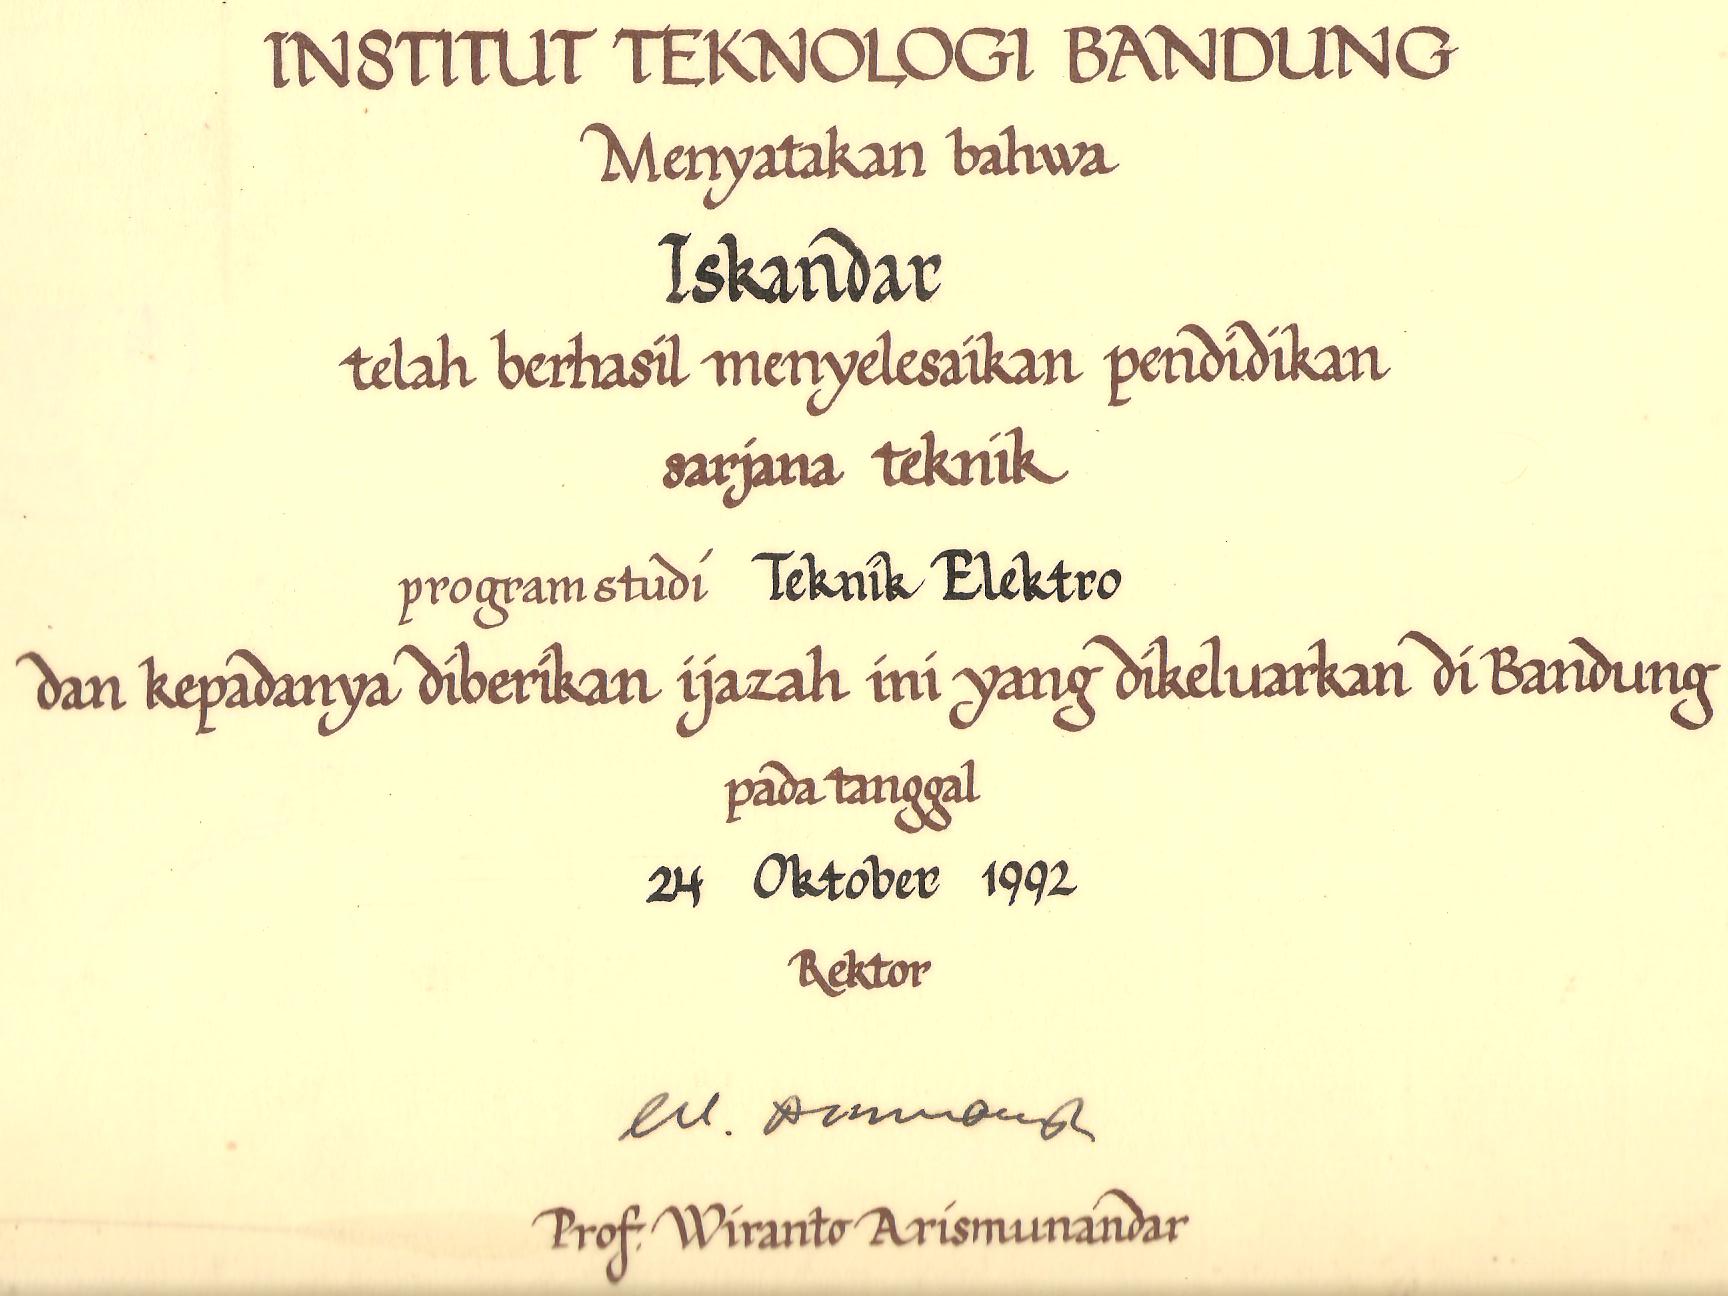 INSTITUT TEKNOLOGI BANDUNG
Menyatakan bahwa
Iskandar
telah berhasil menyelesaikan pendidikan
sarjana teknik
program studi Teknik Elektro
dan kepadanya diberikan ijazah ini yang dikeluarkan di Bandung
pada tanggal
24 Oktober 1992
Rektor
Prof. Wiranto Arismunandar